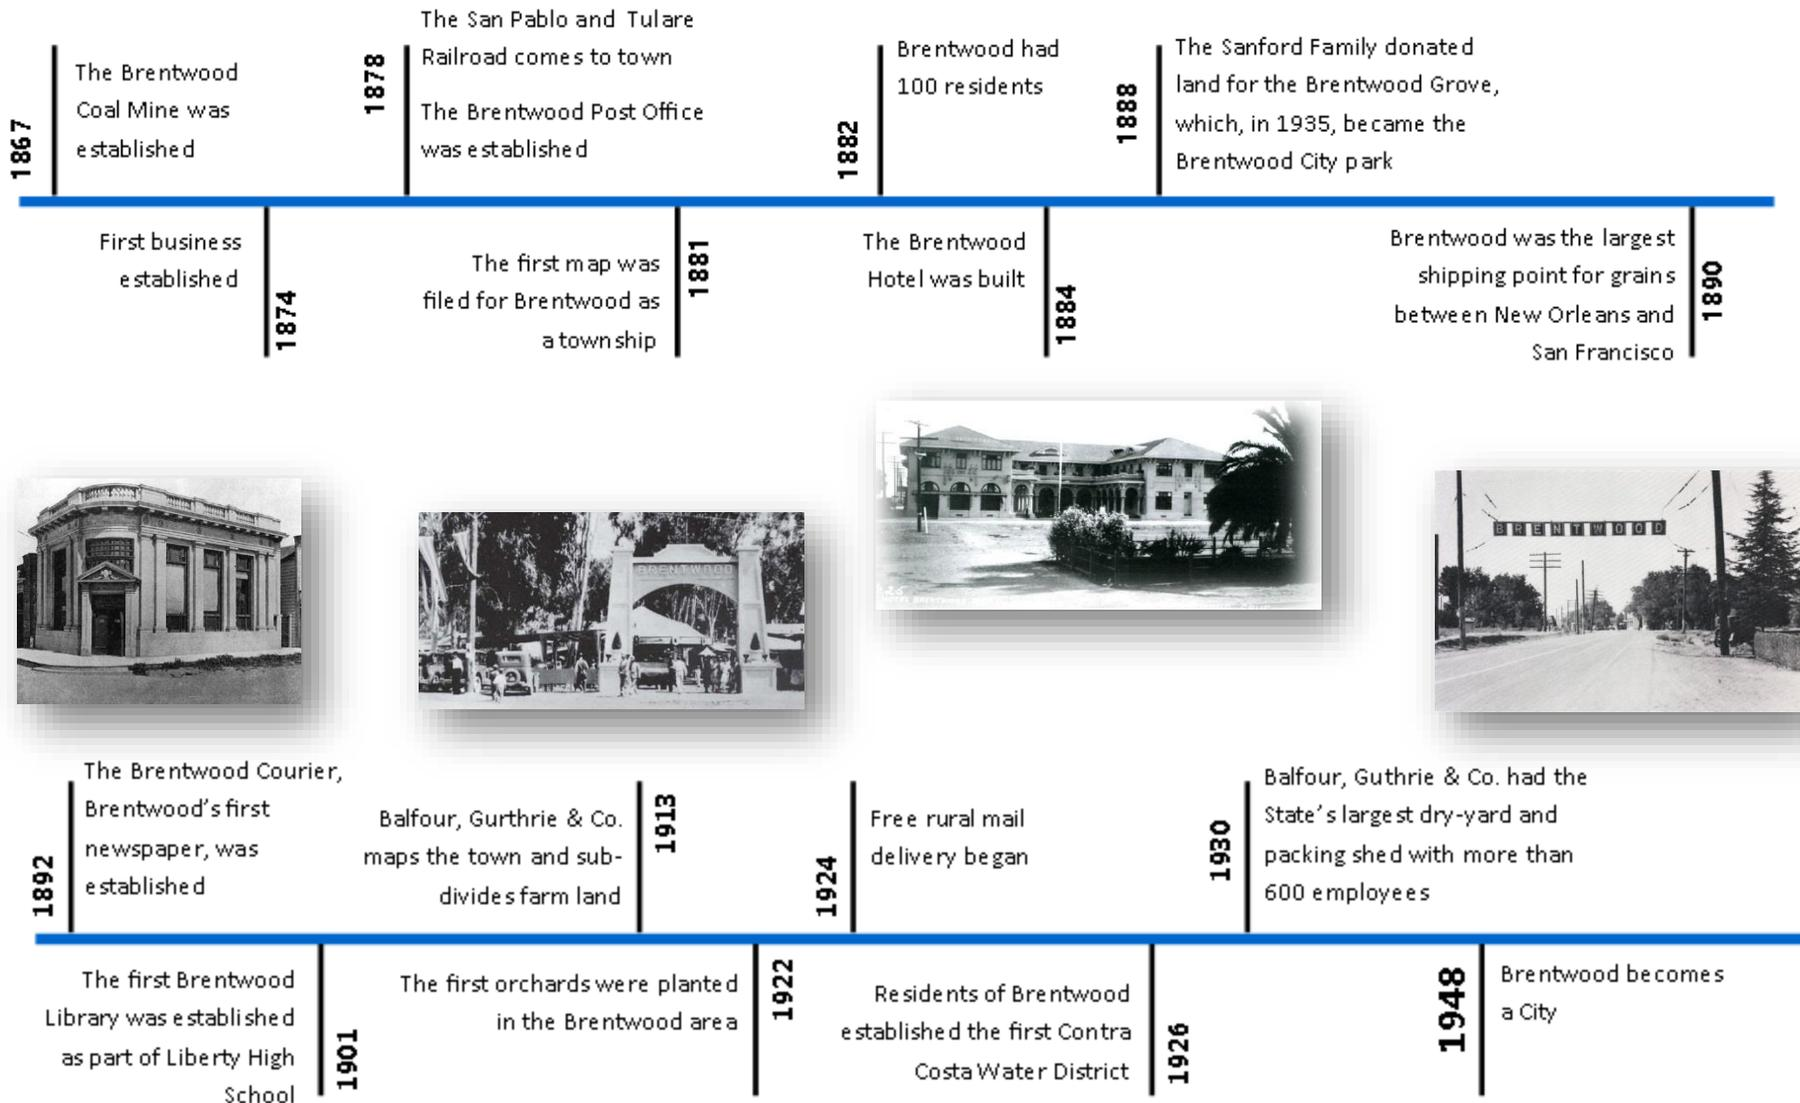 1867
The Brentwood
Coal Mine was
established
First business
established
1874
1878
The San Pablo and Tulare
Railroad comes to town
The Brentwood Post Office
was established
The first map was
filed for Brentwood as
a township
1881
1882
Brentwood had
100 residents
The Brentwood
Hotel was built
1884
1888
The Sanford Family donated
land for the Brentwood Grove,
which, in 1935, became the
Brentwood City park
Brentwood was the largest
shipping point for grains
between New Orleans and
San Francisco
1890
BRENTWOOD
BRENTWOOD
1892
The Brentwood Courier,
Brentwood’s first
newspaper, was
established
The first Brentwood
Library was established
as part of Liberty High
School
1901
Balfour, Gurthrie & Co.
maps the town and sub-
divides farm land
1913
The first orchards were planted
in the Brentwood area
1922
1924
Free rural mail
delivery began
Residents of Brentwood
established the first Contra
Costa Water District
1926
1930
Balfour, Guthrie & Co. had the
State’s largest dry-yard and
packing shed with more than
600 employees
1948
Brentwood becomes
a City